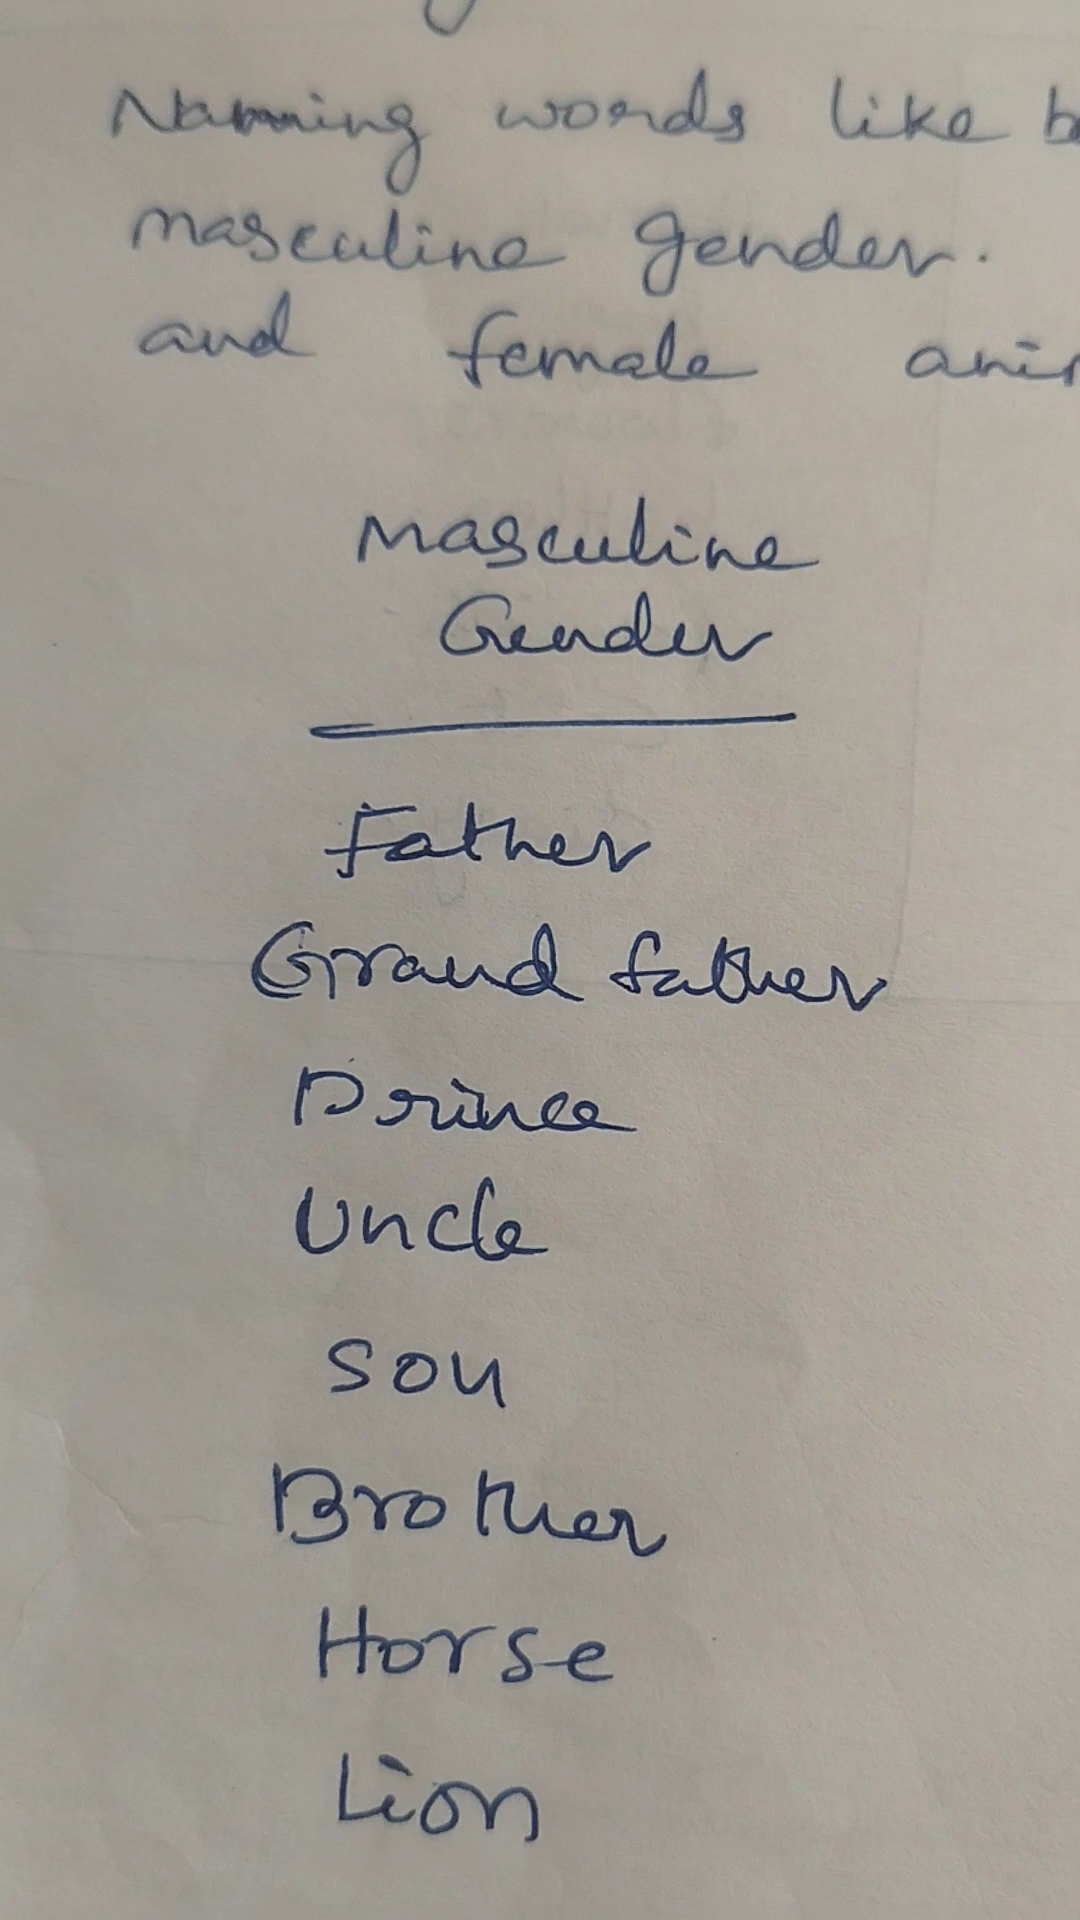 Naming words like
masculine gender.
and female
Masculine
Gender
Father
Grand father
Prince
Uncle
Son
Brother
Horse
Lion